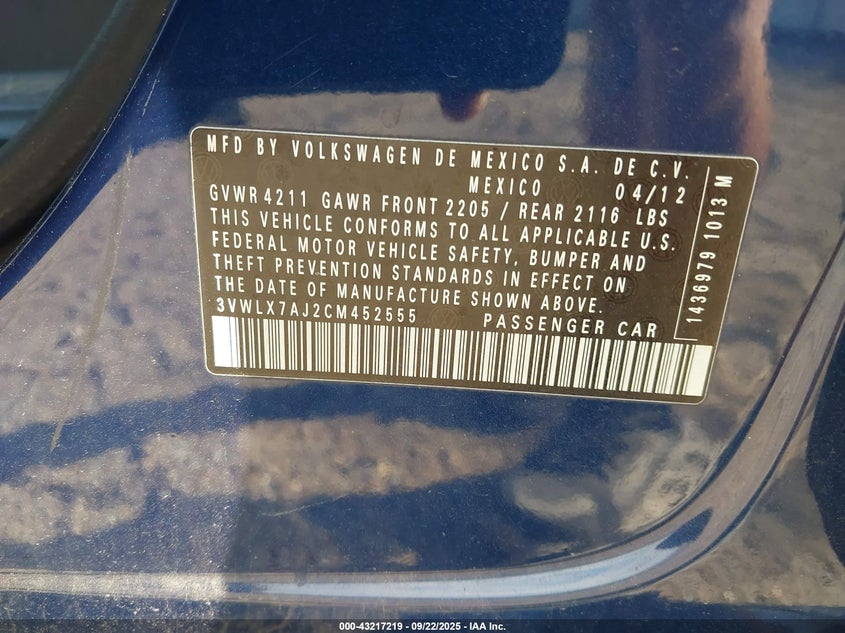 MFD BY VOLKSWAGEN DE MEXICO S.A. DE C.V.
MEXICO 04/12
GVWR 4211 GAWR FRONT 2205 / REAR 2116 LBS
THIS VEHICLE CONFORMS TO ALL APPLICABLE U.S.
FEDERAL MOTOR VEHICLE SAFETY, BUMPER AND
THEFT PREVENTION STANDARDS IN EFFECT ON
THE DATE OF MANUFACTURE SHOWN ABOVE.
3VWLX7AJ2CM452555 PASSENGER CAR
1436979 1013 M
000-43217219 - 09/22/2025 - IAA Inc.